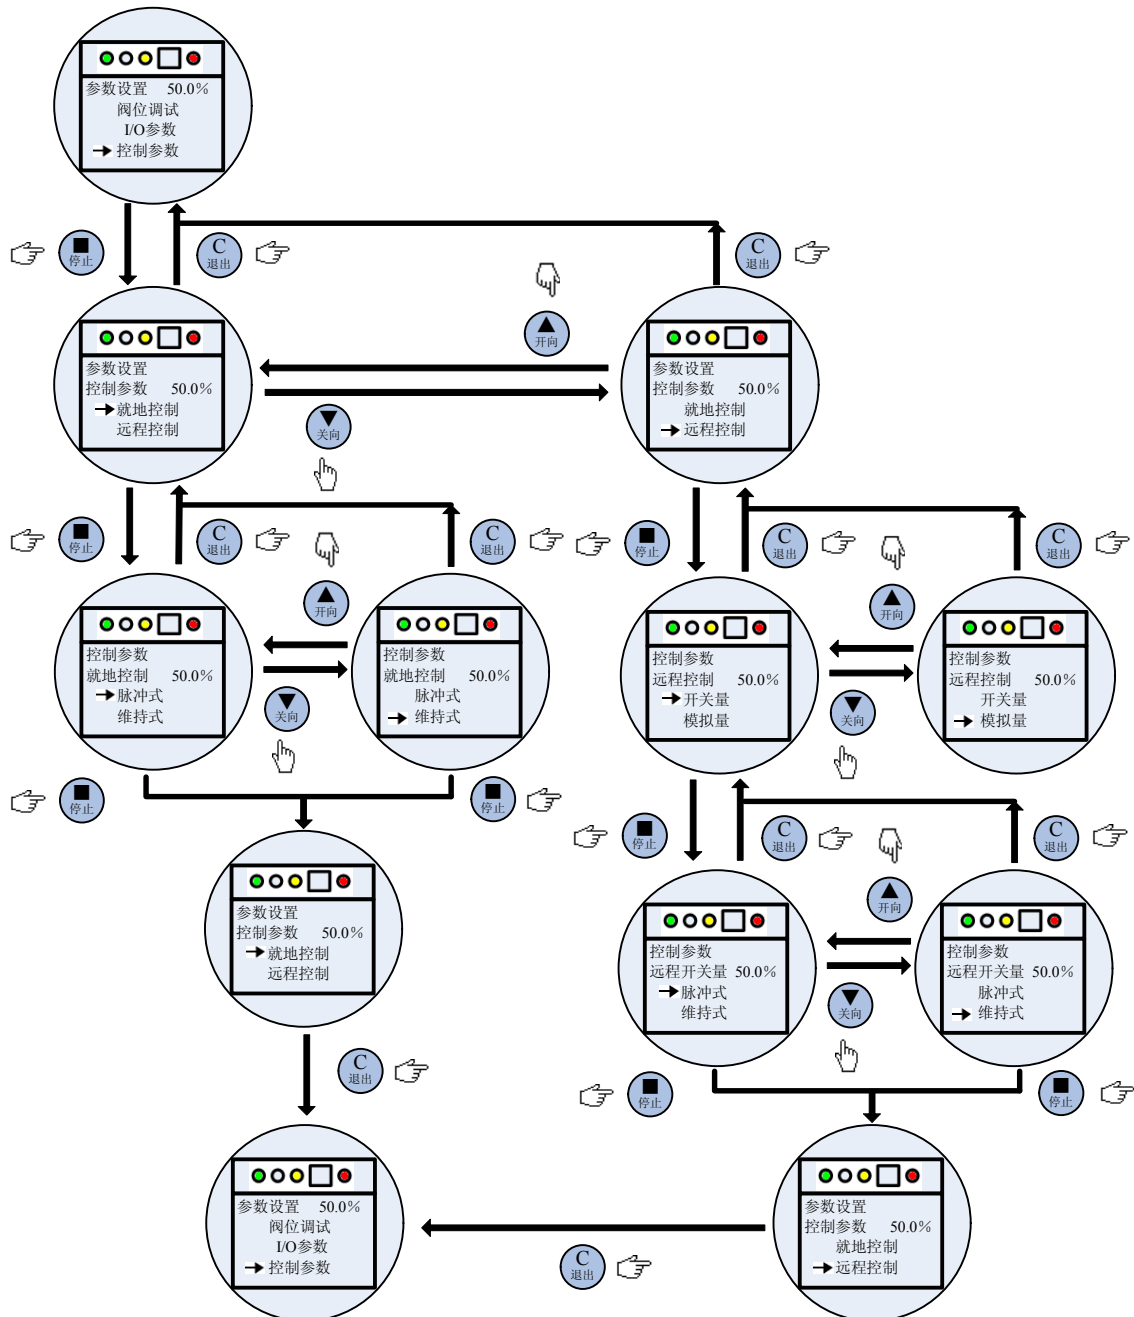 参数设置 50.0%
阀位调试
I/O参数
控制参数
停止
C
退出
C
退出
开向
参数设置
控制参数 50.0%
就地控制
远程控制
参数设置
控制参数 50.0%
就地控制
远程控制
关向
停止
C
退出
C
退出
停止
C
退出
C
退出
开向
开向
控制参数
就地控制 50.0%
脉冲式
维持式
控制参数
就地控制 50.0%
脉冲式
维持式
控制参数
远程控制 50.0%
开关量
模拟量
控制参数
远程控制 50.0%
开关量
模拟量
关向
关向
停止
停止
停止
C
退出
C
退出
开向
参数设置
控制参数 50.0%
就地控制
远程控制
控制参数
远程开关量 50.0%
脉冲式
维持式
控制参数
远程开关量 50.0%
脉冲式
维持式
关向
C
退出
停止
停止
参数设置 50.0%
阀位调试
I/O参数
控制参数
参数设置
控制参数 50.0%
就地控制
远程控制
C
退出